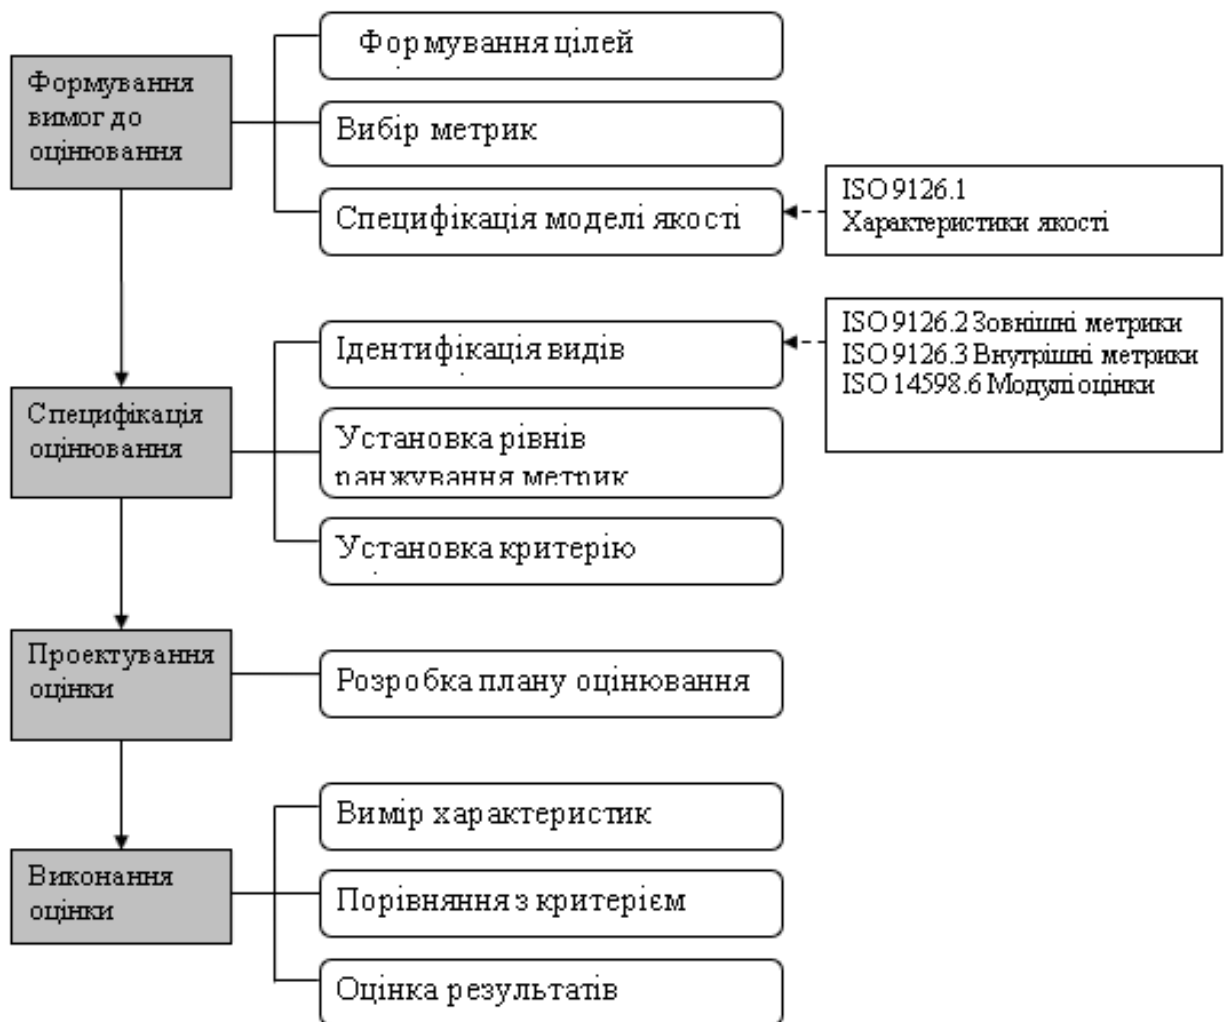 Формування цілей
Формування
вимог до
оцінювання
Вибір метрик
Специфікація моделі якості
ISO 9126.1
Характеристики якості
Ідентифікація видів
ISO 9126.2 Зовнішні метрики
ISO 9126.3 Внутрішні метрики
ISO 14598.6 Модулі оцінки
Специфікація
оцінювання
Установка рівнів
ранжування метрик
Установка критерію
Проектування
оцінки
Розробка плану оцінювання
Вимір характеристик
Виконання
оцінки
Порівняння з критерієм
Оцінка результатів